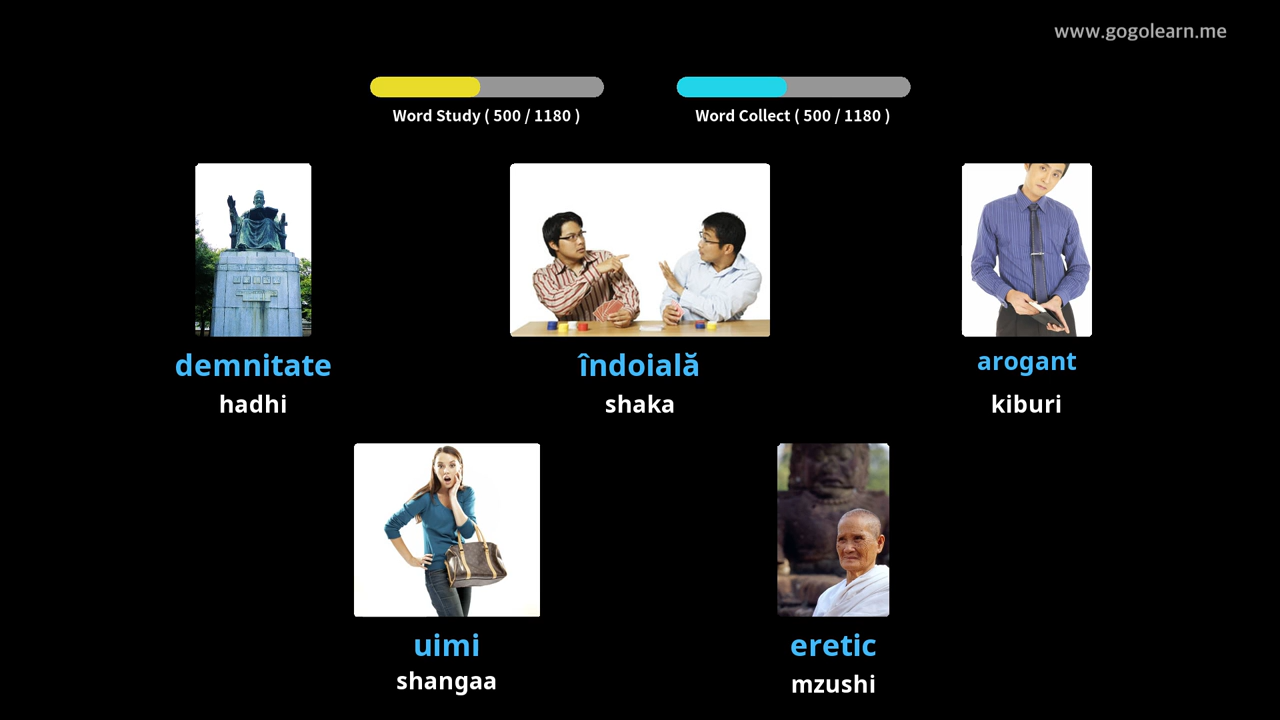 www.gogolearn.me
Word Study ( 500 / 1180 )
Word Collect ( 500 / 1180 )
demnitate
hadhi
îndoială
shaka
arogant
kiburi
uimi
shangaa
eretic
mzushi